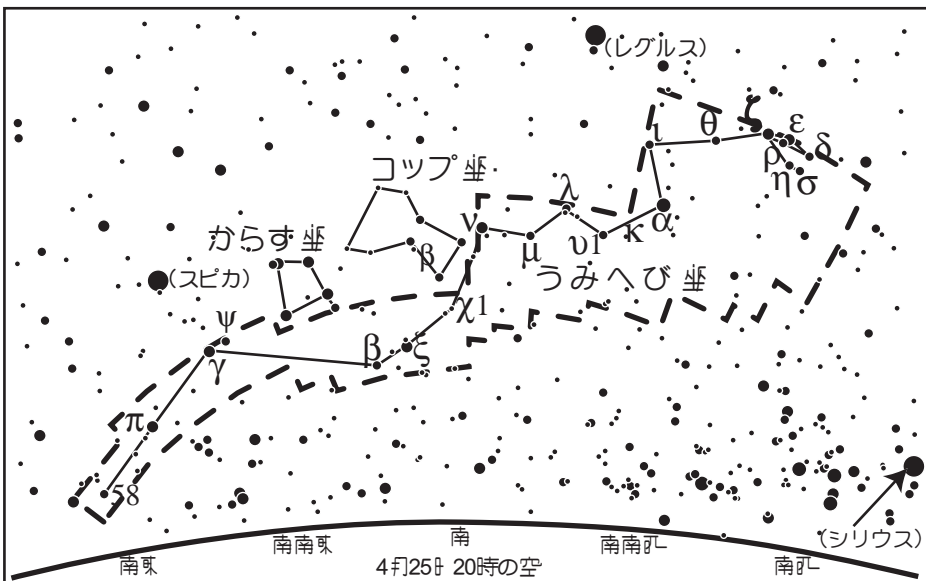 (レグルス)
ι
θ
ε
ρ
δ
η
σ
コップ座
λ
α
κ
ν
からす座
μ
υ1
β
うみへび座
(スピカ)
χ1
ψ
β
ξ
γ
π
58
(シリウス)
南東
南南東
南
南南西
南西
4月25日 20時の空